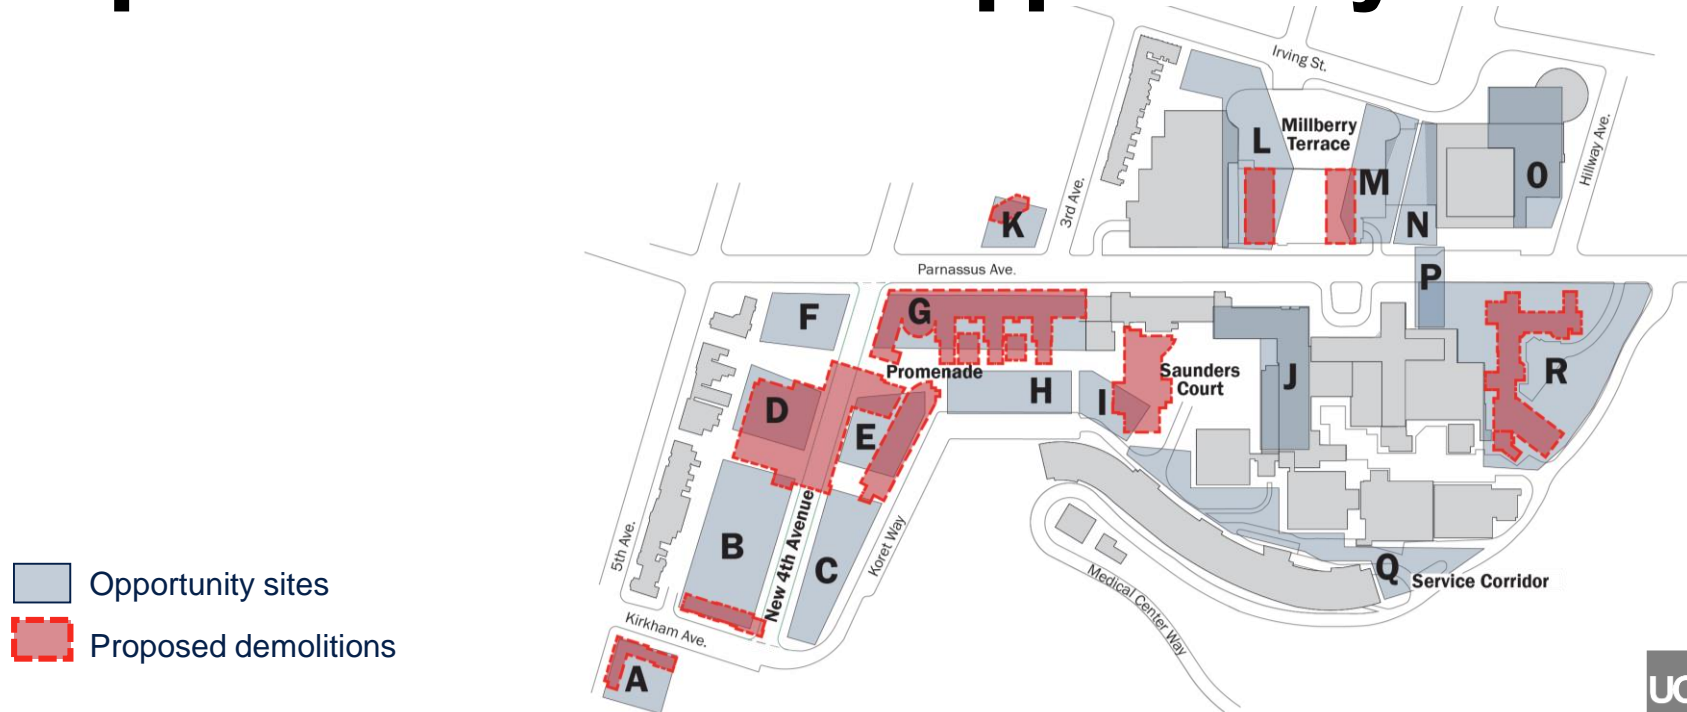 Irving St.
Millberry
Terrace
L
M
N
O
Hillway Ave.
3rd Ave.
K
Parnassus Ave.
P
F
G
Promenade
H
I
Saunders
Court
J
R
D
E
B
C
New 4th Avenue
Koret Way
5th Ave.
Q
Service Corridor
Medical Center Way
Kirkham Ave.
A
Opportunity sites
Proposed demolitions